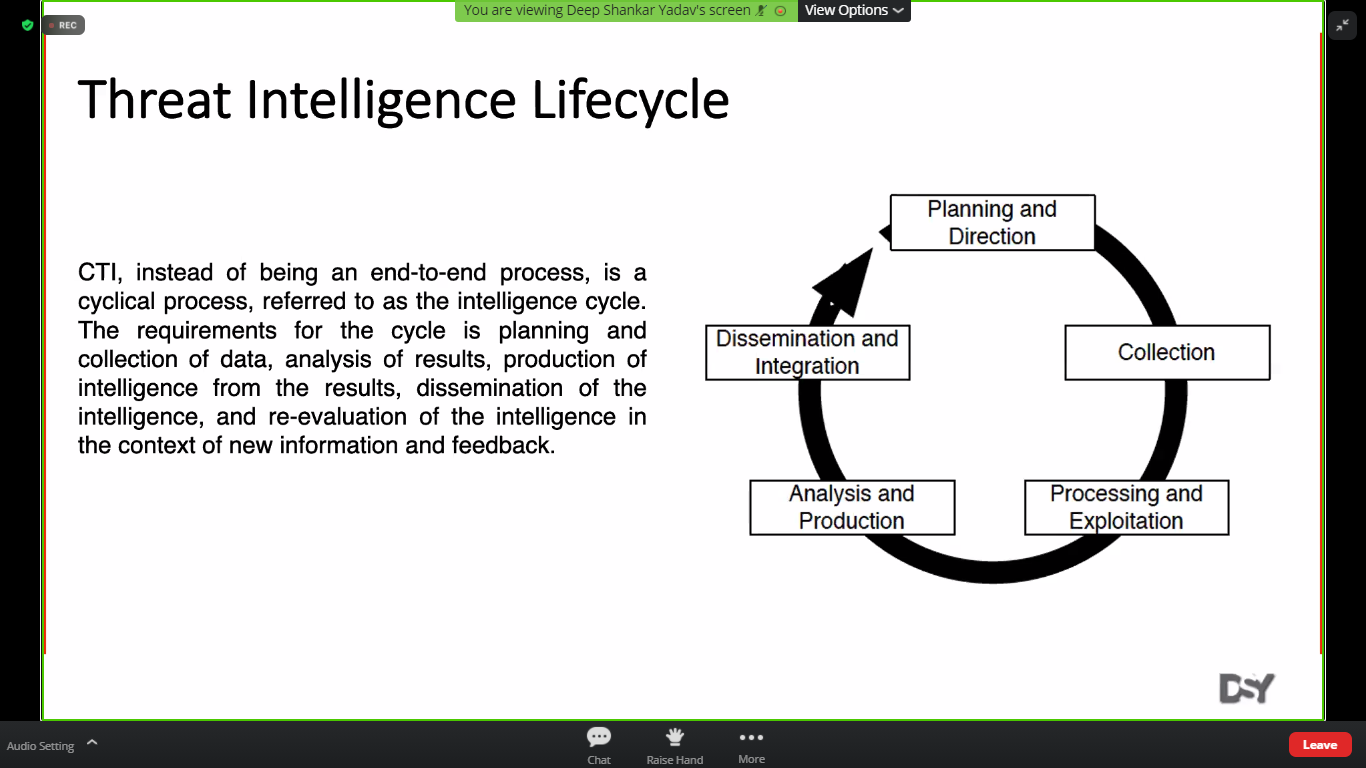 You are viewing Deep Shankar Yadav's screen
View Options
REC
Threat Intelligence Lifecycle
CTI, instead of being an end-to-end process, is a
cyclical process, referred to as the intelligence cycle.
The requirements for the cycle is planning and
collection of data, analysis of results, production of
intelligence from the results, dissemination of the
intelligence, and re-evaluation of the intelligence in
the context of new information and feedback.
Planning and
Direction
Collection
Processing and
Exploitation
Analysis and
Production
Dissemination and
Integration
DSY
Audio Setting
Chat
Raise Hand
More
Leave